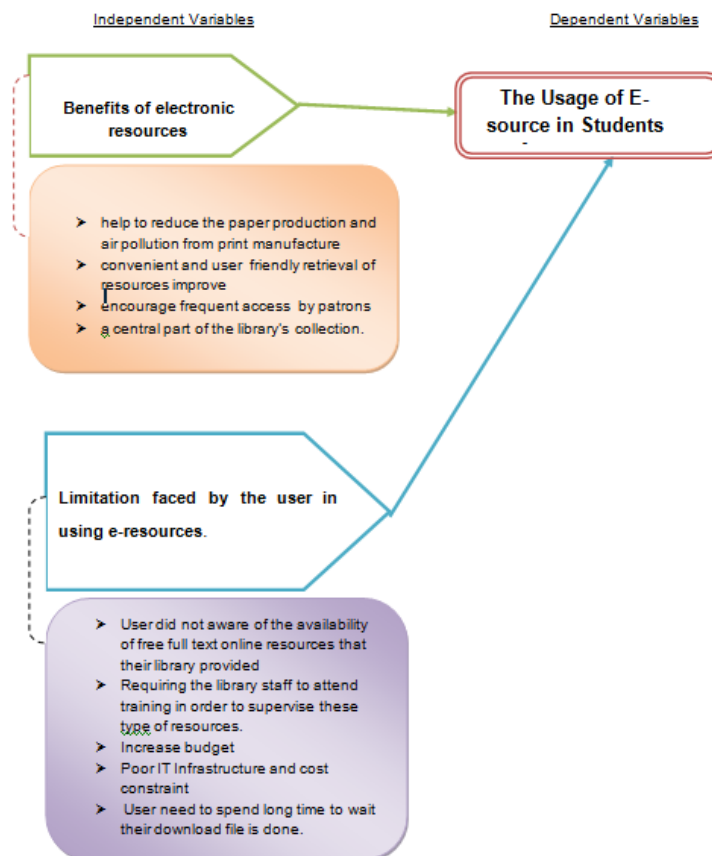 Independent Variables
Dependent Variables
Benefits of electronic
resources
The Usage of E-
source in Students
help to reduce the paper production and
air pollution from print manufacture
convenient and user friendly retrieval of
resources improve
encourage frequent access by patrons
a central part of the library's collection.
Limitation faced by the user in
using e-resources.
User did not aware of the availability
of free full text online resources that
their library provided
Requiring the library staff to attend
training in order to supervise these
type of resources.
Increase budget
Poor IT Infrastructure and cost
constraint
User need to spend long time to wait
their download file is done.